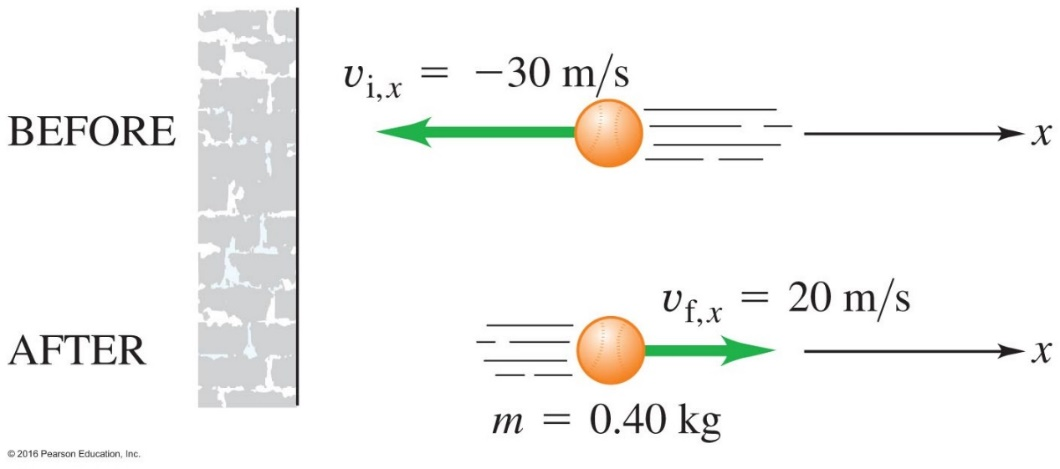 v_{i,x} = −30 m/s
BEFORE
x
v_{f,x} = 20 m/s
AFTER
x
m = 0.40 kg
© 2016 Pearson Education, Inc.